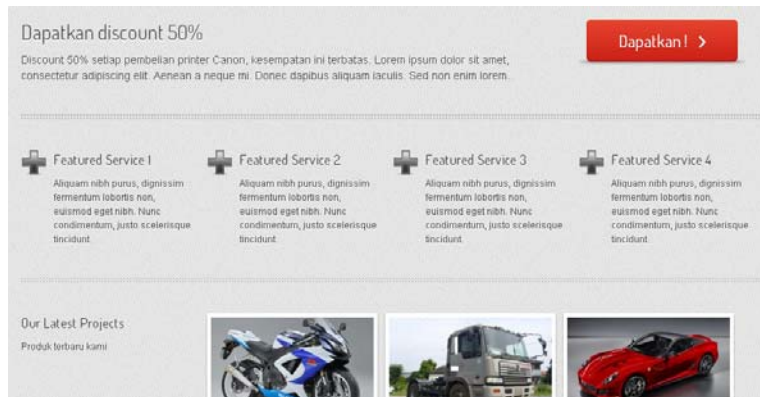 Dapatkan discount 50%
Dapatkan !
Discount 50% setiap pembelian printer Canon, kesempatan ini terbatas. Lorem ipsum dolor sit amet,
consectetur adipiscing elit. Aenean a neque mi. Donec dapibus aliquam iaculis. Sed non enim lorem.
Featured Service 1
Aliquam nibh purus, dignissim
fermentum lobortis non,
euismod eget nibh. Nunc
condimentum, justo scelerisque
tincidunt
Featured Service 2
Aliquam nibh purus, dignissim
fermentum lobortis non,
euismod eget nibh. Nunc
condimentum, justo scelerisque
tincidunt
Featured Service 3
Aliquam nibh purus, dignissim
fermentum lobortis non,
euismod eget nibh. Nunc
condimentum, justo scelerisque
tincidunt
Featured Service 4
Aliquam nibh purus, dignissim
fermentum lobortis non,
euismod eget nibh. Nunc
condimentum, justo scelerisque
tincidunt
Our Latest Projects
Produk terbaru kami